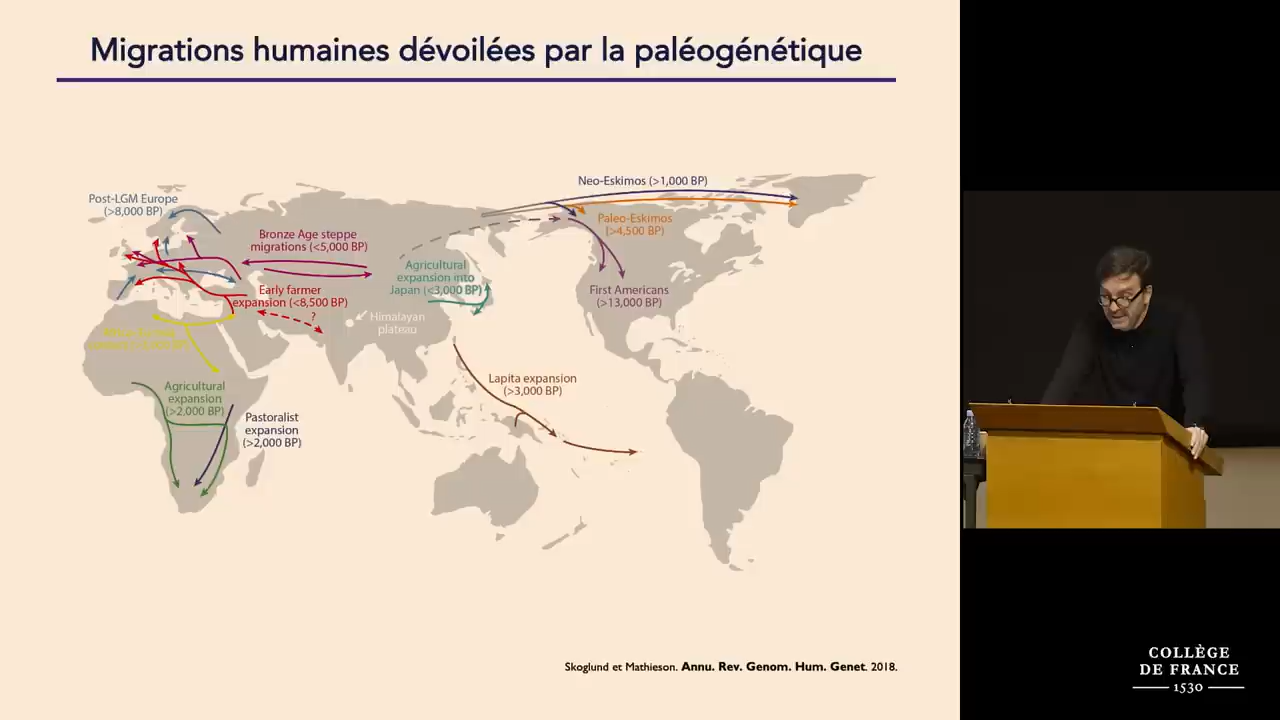 Migrations humaines dévoilées par la paléogénétique
Neo-Eskimos (>1,000 BP)
Post-LGM Europe
(>8,000 BP)
Paleo-Eskimos
(>4,500 BP)
Bronze Age steppe
migrations (<5,000 BP)
Agricultural
expansion into
Japan (<3,000 BP)
Early farmer
expansion (<8,500 BP)
?
First Americans
(>13,000 BP)
Himalayan
plateau
BP)
Lapita expansion
(>3,000 BP)
Agricultural
expansion
(>2,000 BP)
Pastoralist
expansion
(>2,000 BP)
Skoglund et Mathieson. Annu. Rev. Genom. Hum. Genet. 2018.
COLLÈGE
DE FRANCE
1530